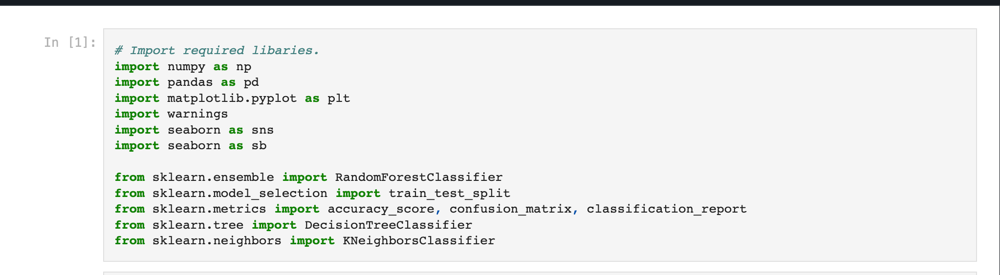 In [1]:
# Import required libaries.
import numpy as np
import pandas as pd
import matplotlib.pyplot as plt
import warnings
import seaborn as sns
import seaborn as sb
from sklearn.ensemble import RandomForestClassifier
from sklearn.model_selection import train_test_split
from sklearn.metrics import accuracy_score, confusion_matrix, classification_report
from sklearn.tree import DecisionTreeClassifier
from sklearn.neighbors import KNeighborsClassifier